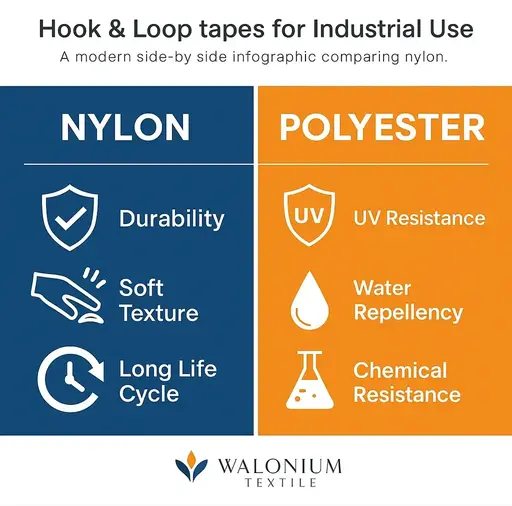 Hook & Loop tapes for Industrial Use
A modern side-by side infographic comparing nylon.
NYLON
Durability
Soft
Texture
Long Life
Cycle
POLYESTER
UV
UV Resistance
Water
Repellency
Chemical
Resistance
WALONIUM
TEXTILE